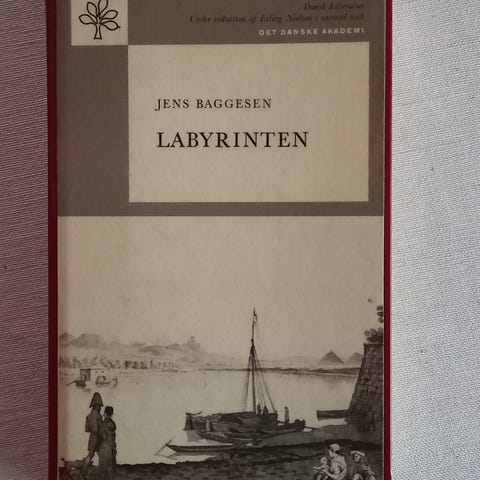 Dansk Litteratur
Under redaktion af Erling Nielsen i samråd med
DET DANSKE AKADEMI
JENS BAGGESEN
LABYRINTEN